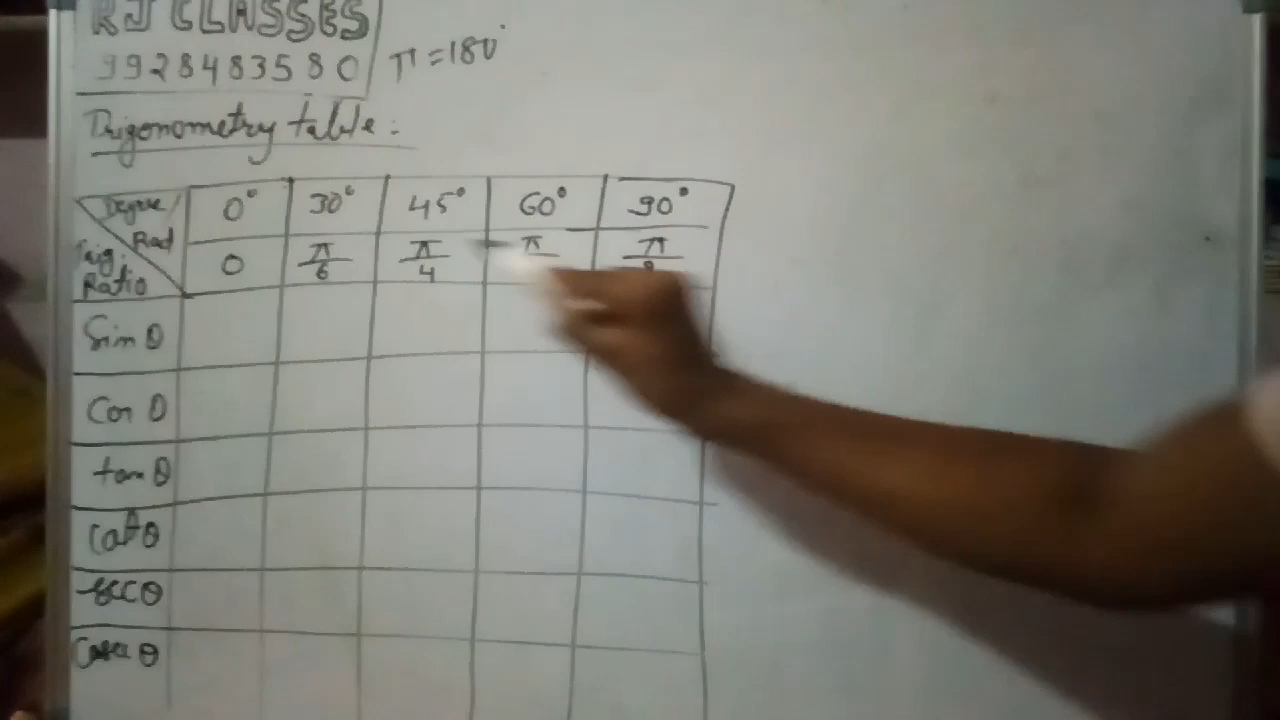 RJ CLASSES
9928483580
π = 180°
Trigonometry table:
Degree/Rad
Trig. Ratio
0° 30° 45° 60° 90°
0 π/6 π/4 π π/2
Sin θ
Cos θ
tan θ
Cot θ
Sec θ
Cosec θ